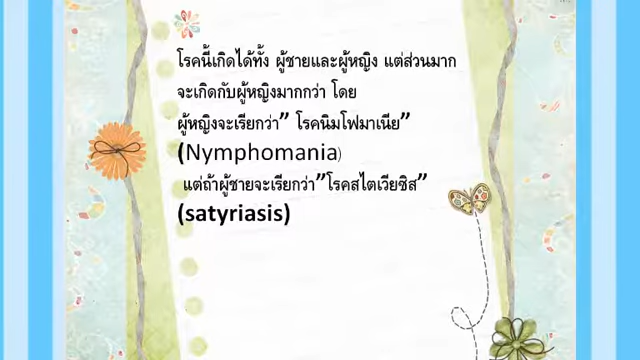 โรคนี้เกิดได้ทั้ง ผู้ชายและผู้หญิง แต่ส่วนมาก
จะเกิดกับผู้หญิงมากกว่า โดย
ผู้หญิงจะเรียกว่า” โรคนิมโฟมาเนีย”
(Nymphomania)
แต่ถ้าผู้ชายจะเรียกว่า”โรคสไตเวียซิส”
(satyriasis)